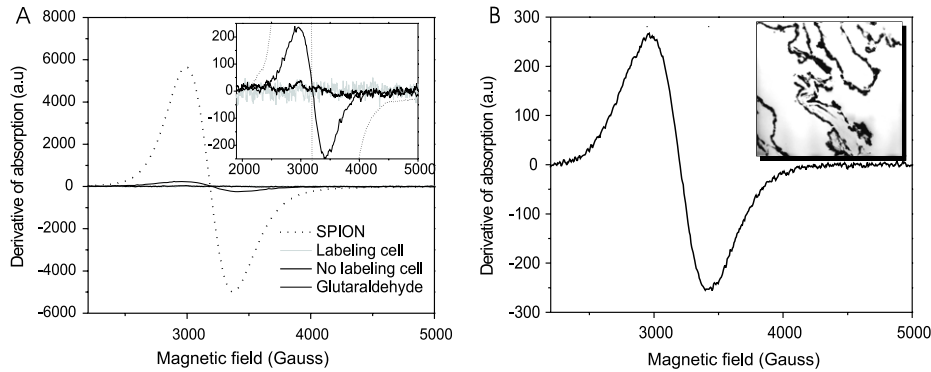 A
Derivative of absorption (a.u)
8000
6000
4000
2000
0
-2000
-4000
-6000
3000
4000
5000
Magnetic field (Gauss)
2000 3000 4000 5000
200
100
0
-100
-200
SPION
Labeling cell
No labeling cell
Glutaraldehyde
B
Derivative of absorption (a.u)
300
200
100
0
-100
-200
-300
3000
4000
5000
Magnetic field (Gauss)